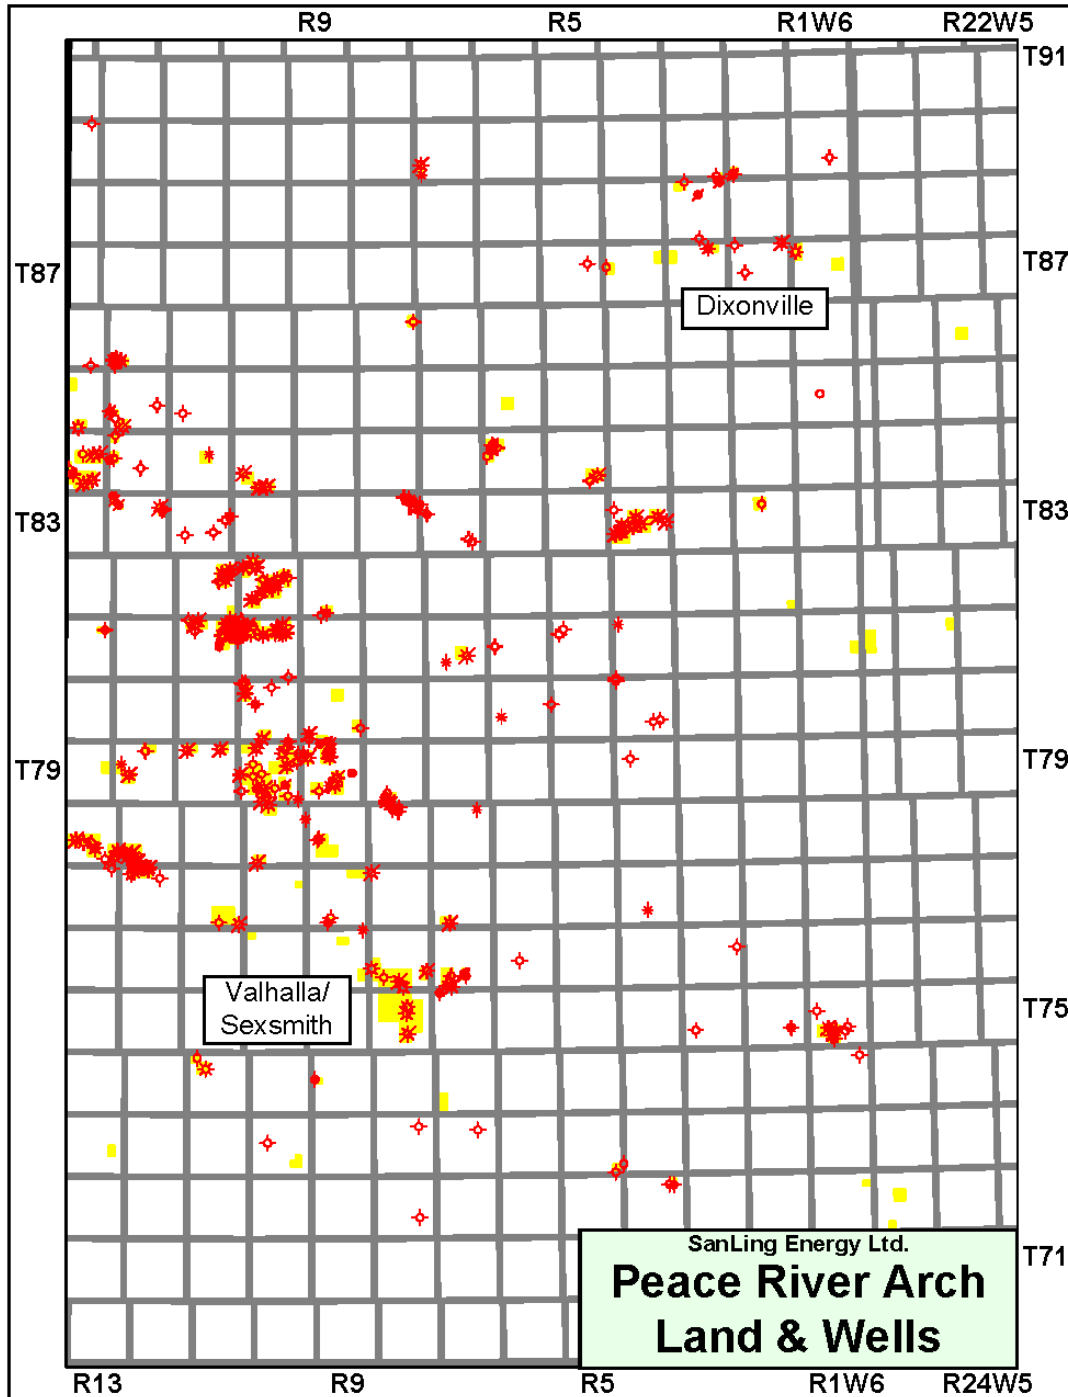 R9 R5 R1W6 R22W5
T91
T87 T87
Dixonville
T83 T83
T79 T79
Valhalla/
Sexsmith
T75
SanLing Energy Ltd.
T71
Peace River Arch
Land & Wells
R13 R9 R5 R1W6 R24W5